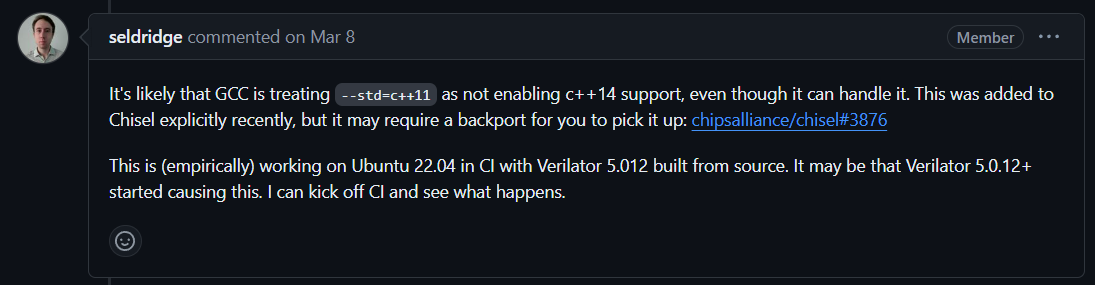 seldridge commented on Mar 8
Member
It's likely that GCC is treating --std=c++11 as not enabling c++14 support, even though it can handle it. This was added to
Chisel explicitly recently, but it may require a backport for you to pick it up: chipsalliance/chisel#3876
This is (empirically) working on Ubuntu 22.04 in CI with Verilator 5.012 built from source. It may be that Verilator 5.0.12+
started causing this. I can kick off CI and see what happens.